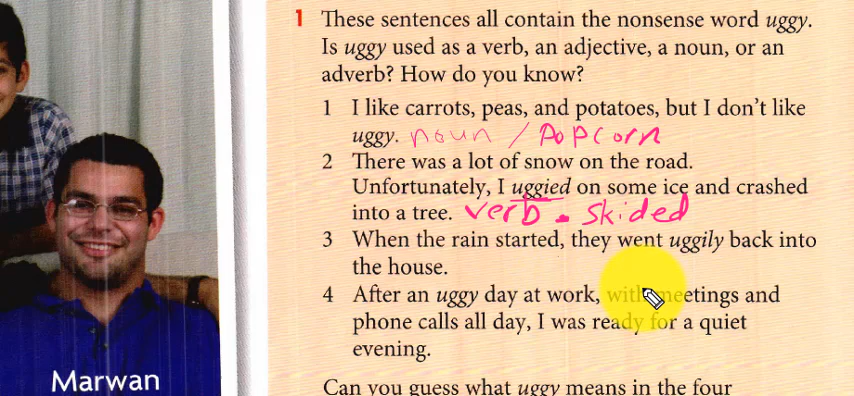 1 These sentences all contain the nonsense word uggy.
Is uggy used as a verb, an adjective, a noun, or an
adverb? How do you know?
1 I like carrots, peas, and potatoes, but I don't like
uggy. noun / popcorn
2 There was a lot of snow on the road.
Unfortunately, I uggied on some ice and crashed
into a tree. verb. skided
3 When the rain started, they went uggily back into
the house.
4 After an uggy day at work, with meetings and
phone calls all day, I was ready for a quiet
evening.
Can you guess what uggy means in the four
Marwan